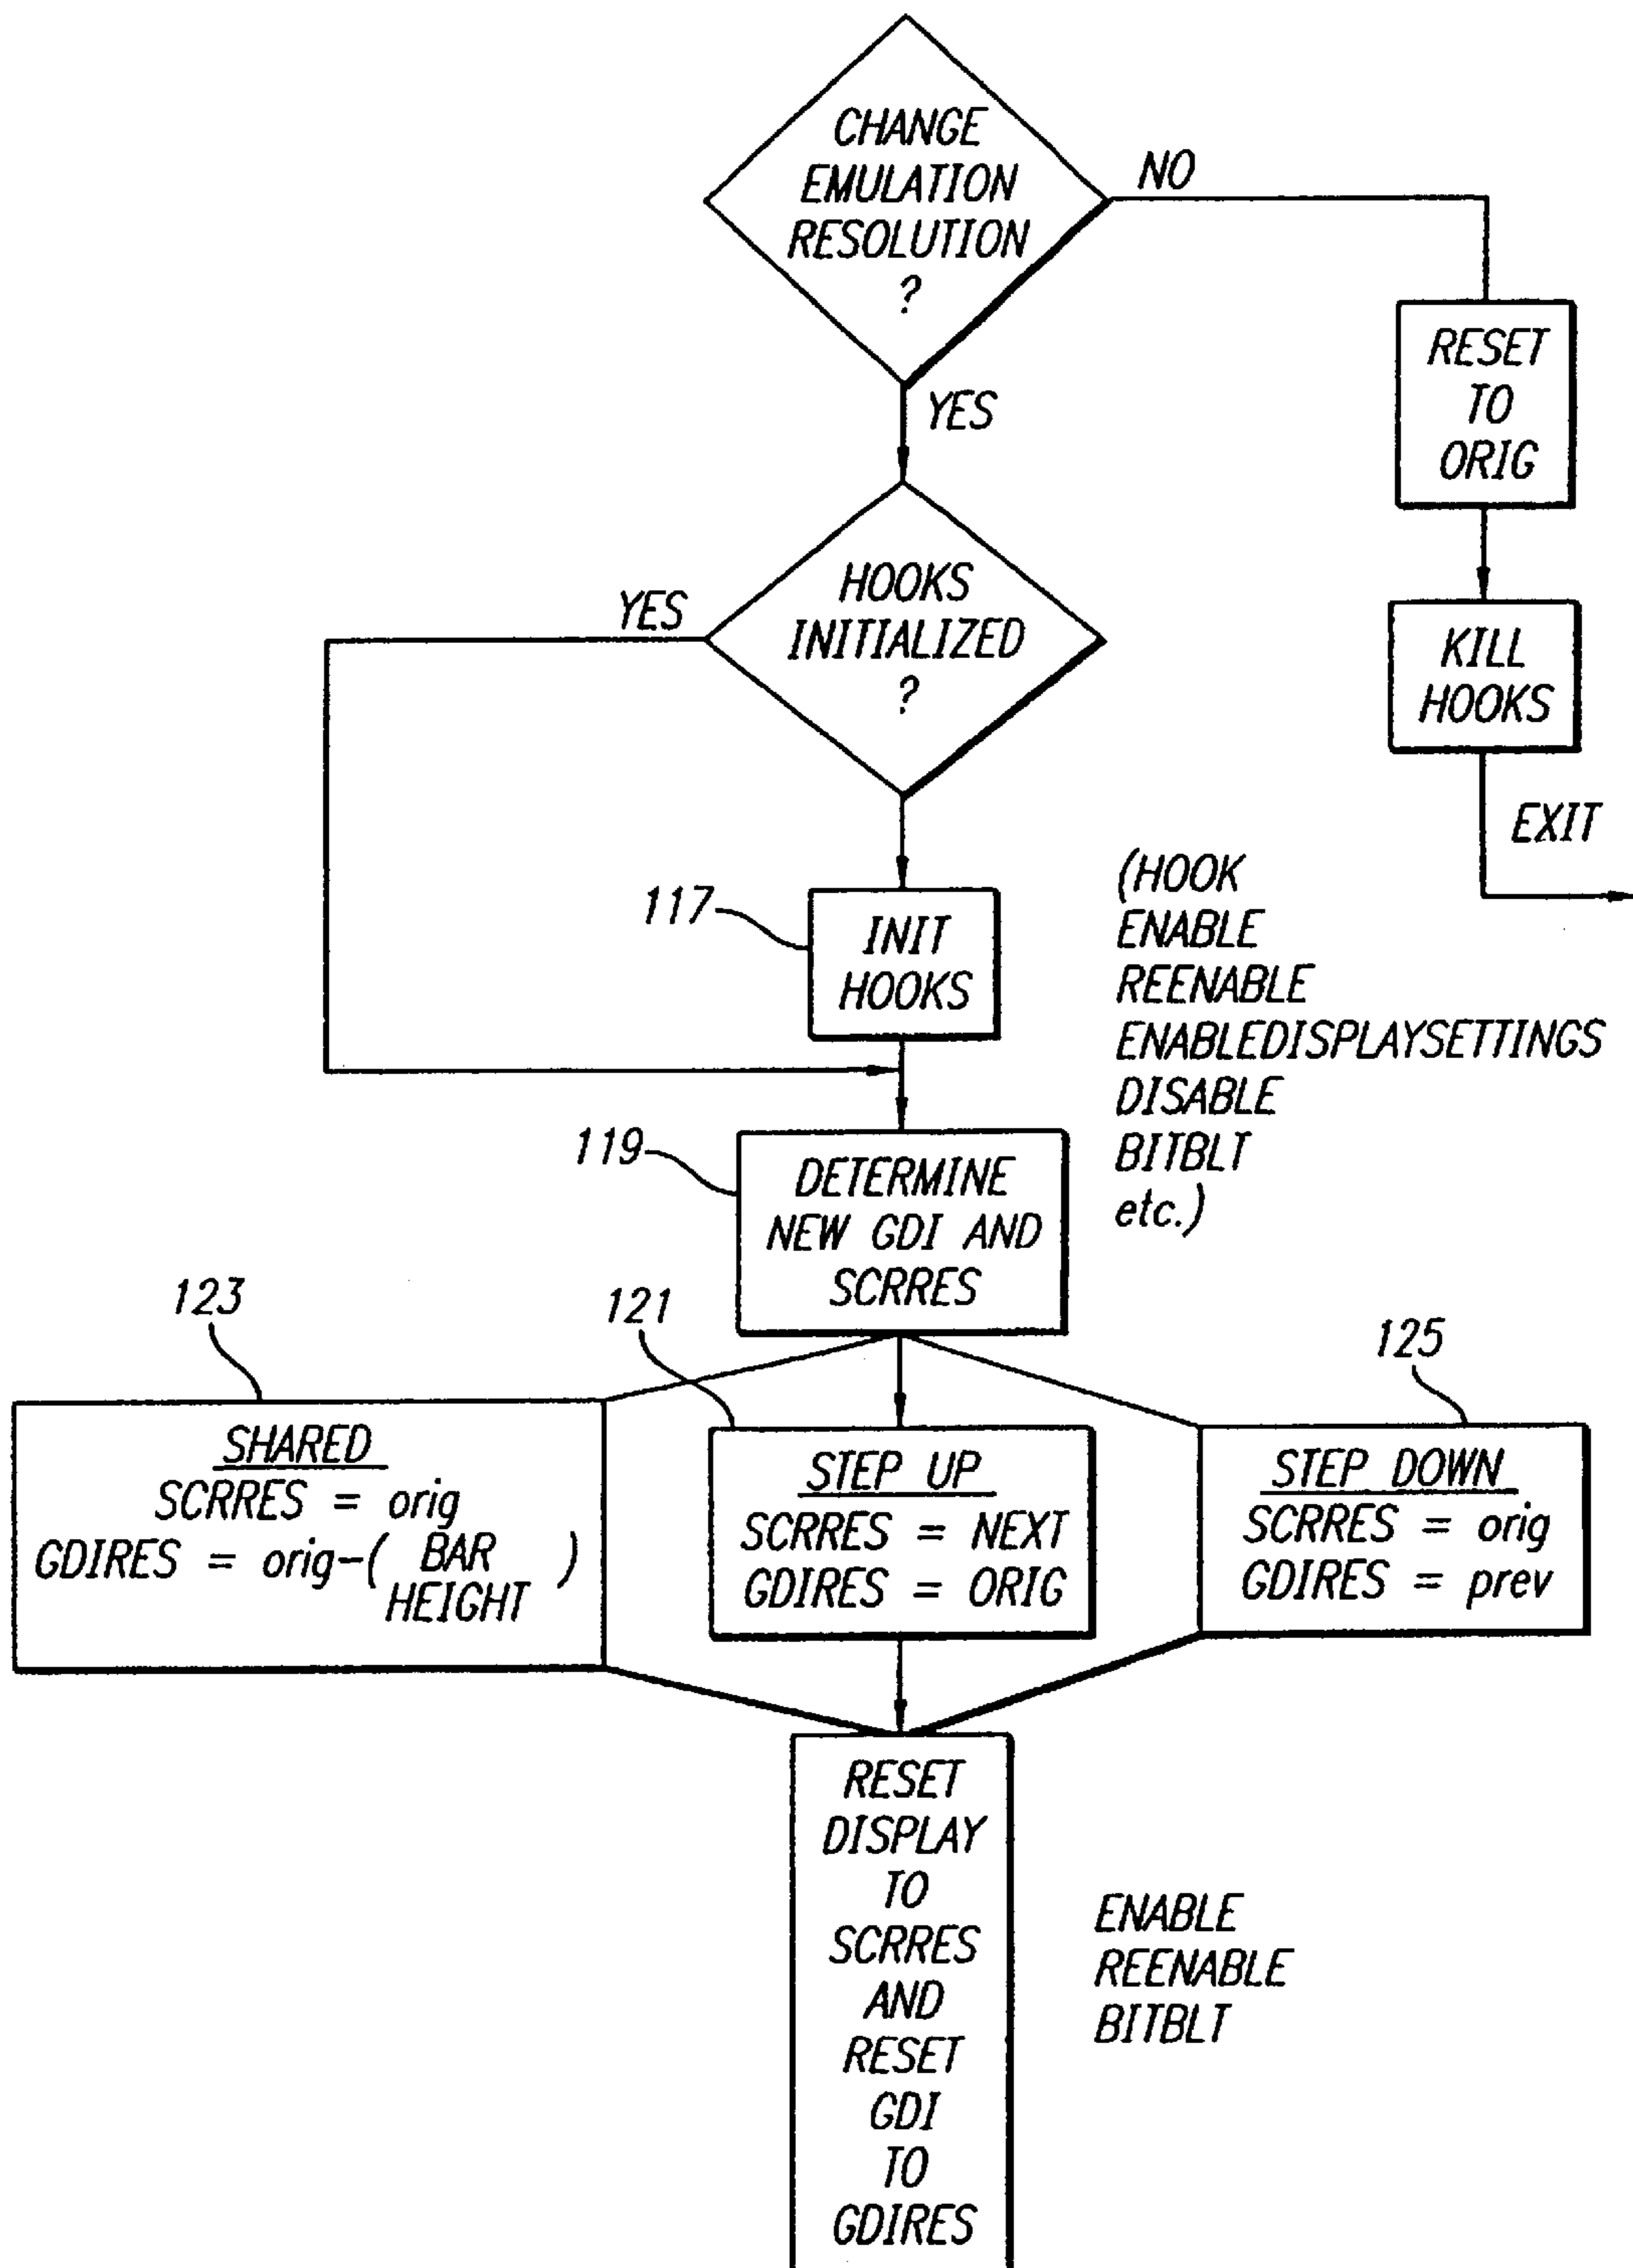 CHANGE
EMULATION
RESOLUTION
?
NO
YES
RESET
TO
ORIG
HOOKS
INITIALIZED
?
YES
KILL
HOOKS
EXIT
117
INIT
HOOKS
(HOOK
ENABLE
REENABLE
ENABLEDISPLAYSETTINGS
DISABLE
BITBLT
etc.)
119
DETERMINE
NEW GDI AND
SCRRES
123
SHARED
SCRRES = orig
GDIRES = orig-( BAR )
HEIGHT
121
STEP UP
SCRRES = NEXT
GDIRES = ORIG
125
STEP DOWN
SCRRES = orig
GDIRES = prev
RESET
DISPLAY
TO
SCRRES
AND
RESET
GDI
TO
GDIRES
ENABLE
REENABLE
BITBLT